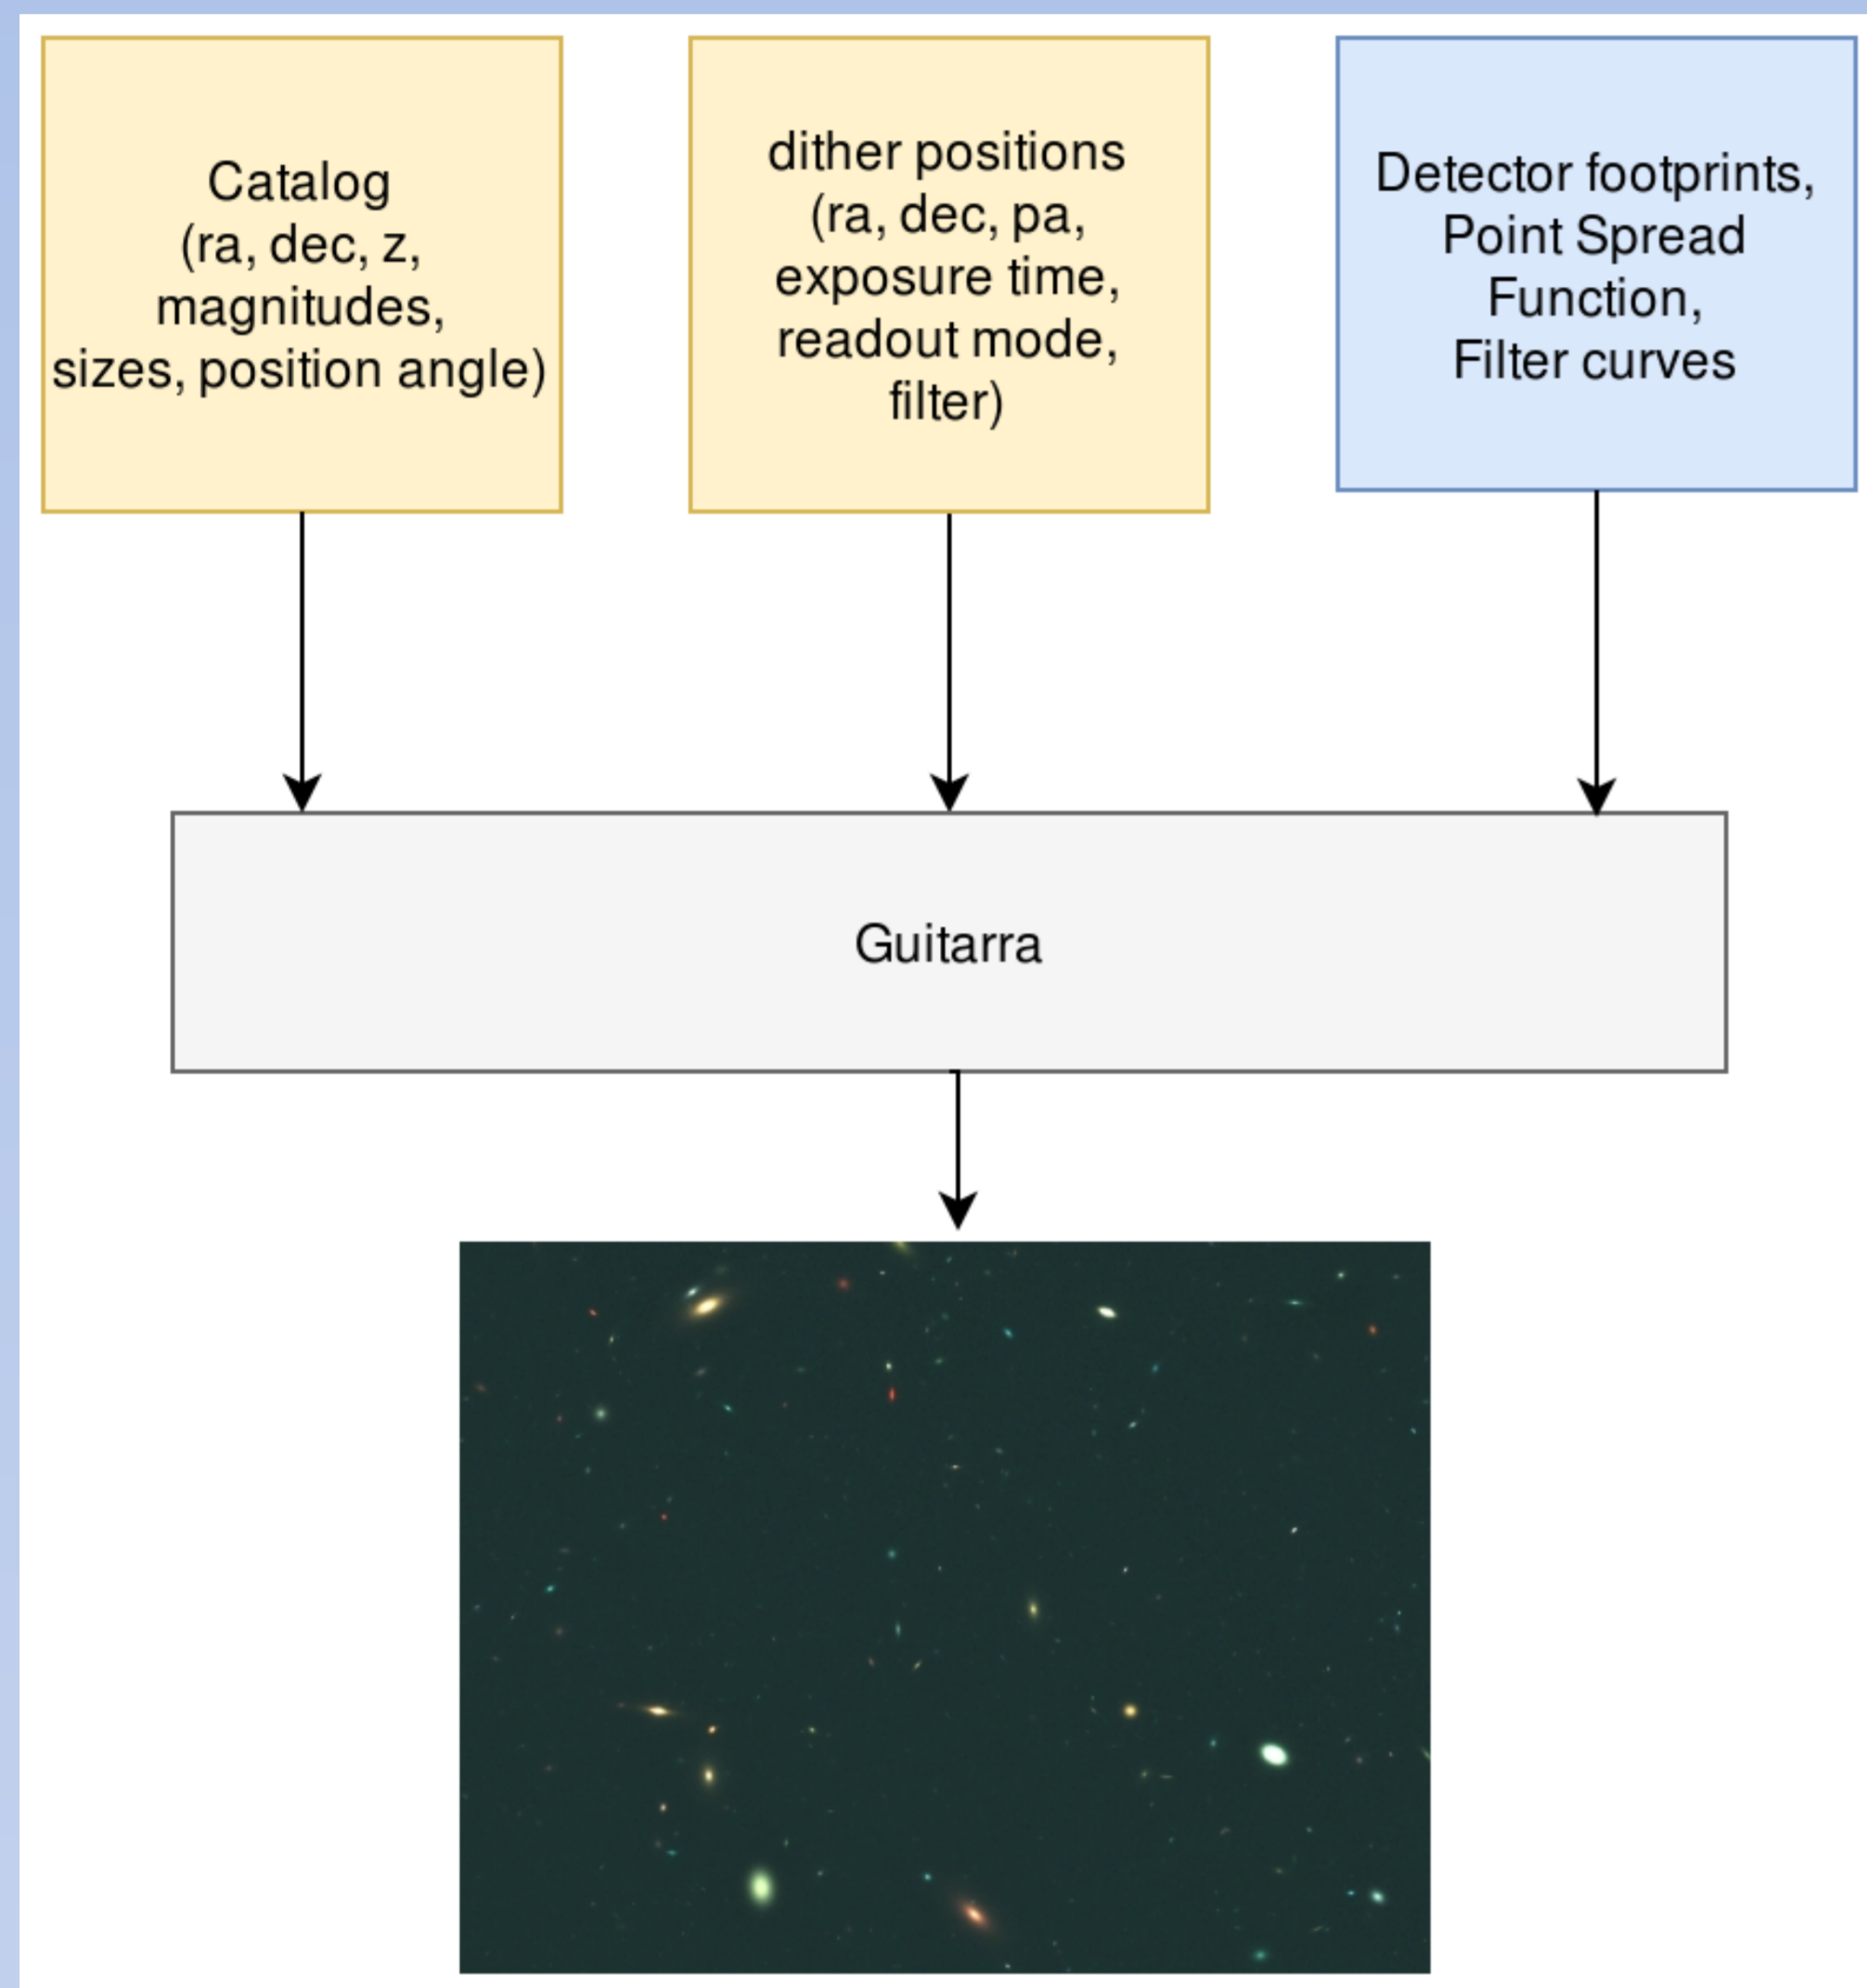 Catalog
(ra, dec, z,
magnitudes,
sizes, position angle)
dither positions
(ra, dec, pa,
exposure time,
readout mode,
filter)
Detector footprints,
Point Spread
Function,
Filter curves
Guitarra